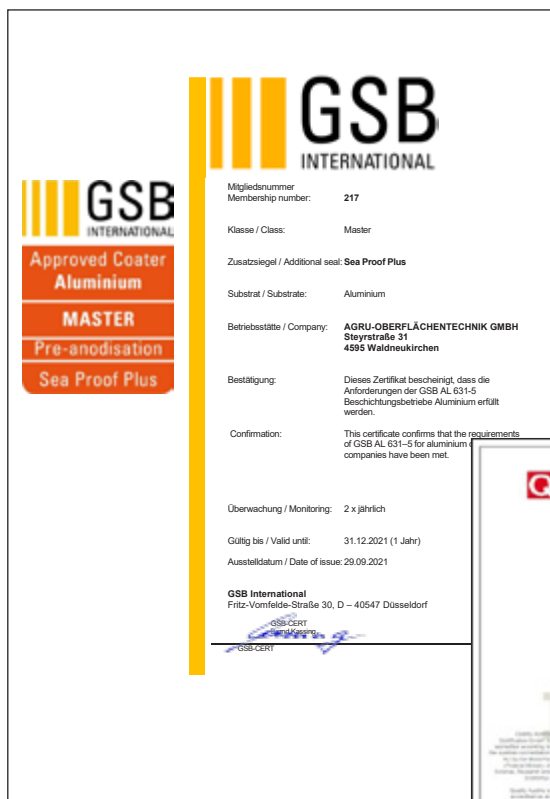 GSB
INTERNATIONAL
Approved Coater
Aluminium
MASTER
Pre-anodisation
Sea Proof Plus
GSB
INTERNATIONAL
Mitgliedsnummer
Membership number: 217
Klasse / Class: Master
Zusatzsiegel / Additional seal: Sea Proof Plus
Substrat / Substrate: Aluminium
Betriebsstätte / Company: AGRU-OBERFLÄCHENTECHNIK GMBH
Steyrstraße 31
4595 Waldneukirchen
Bestätigung: Dieses Zertifikat bescheinigt, dass die
Anforderungen der GSB AL 631-5
Beschichtungsbetriebe Aluminium erfüllt
werden.
Confirmation: This certificate confirms that the requirements
of GSB AL 631–5 for aluminium
companies have been met.
Überwachung / Monitoring: 2 x jährlich
Gültig bis / Valid until: 31.12.2021 (1 Jahr)
Ausstelldatum / Date of issue: 29.09.2021
GSB International
Fritz-Vomfelde-Straße 30, D – 40547 Düsseldorf
GSB-CERT
Bernd Kassing
GSB-CERT
Q